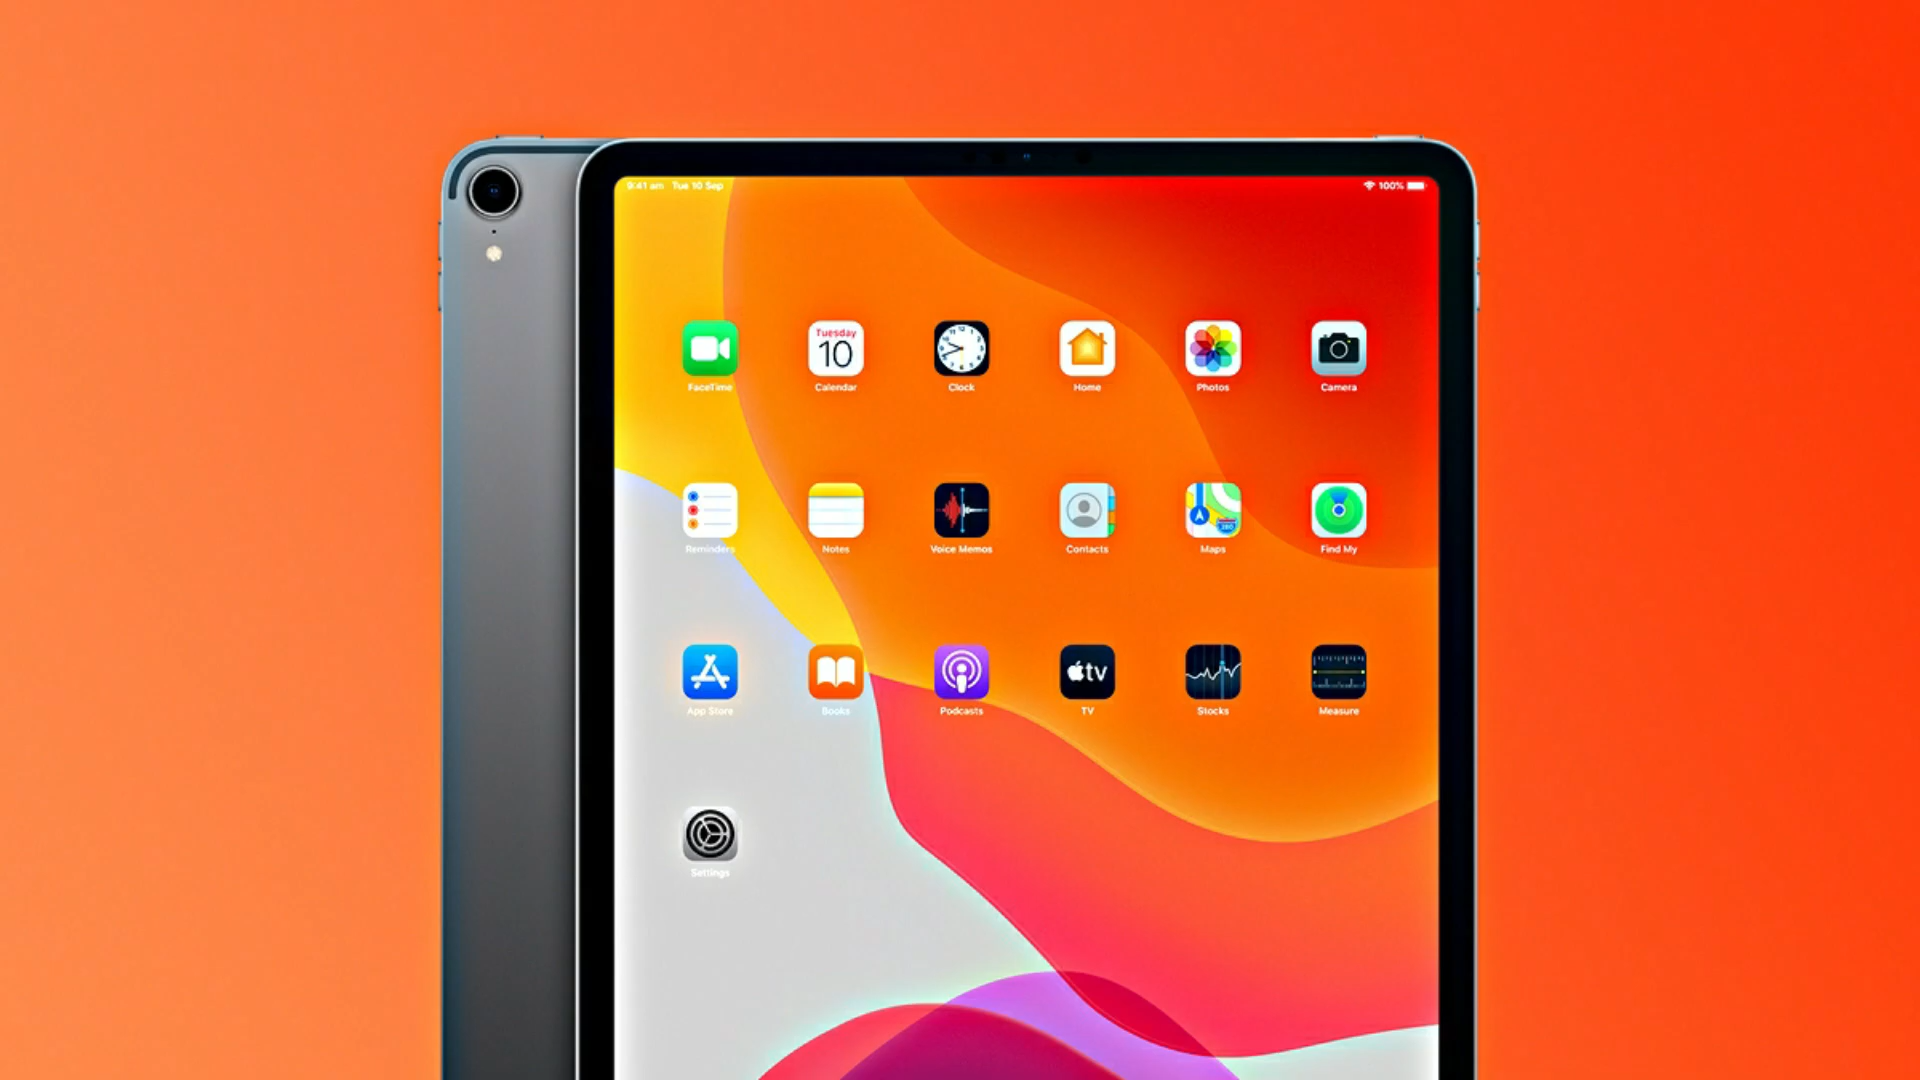 9:41 am Tue 10 Sep
100%
Tuesday
10
FaceTime
Calendar
Clock
Home
Photos
Camera
280
Reminders
Notes
Voice Memos
Contacts
Maps
Find My
tv
App Store
Books
Podcasts
TV
Stocks
Measure
Settings